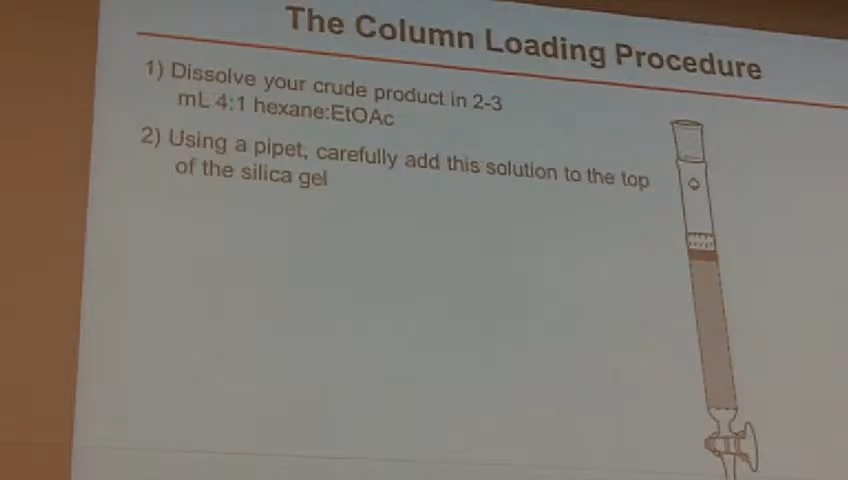 The Column Loading Procedure
1) Dissolve your crude product in 2-3
mL 4:1 hexane:EtOAc
2) Using a pipet, carefully add this solution to the top
of the silica gel